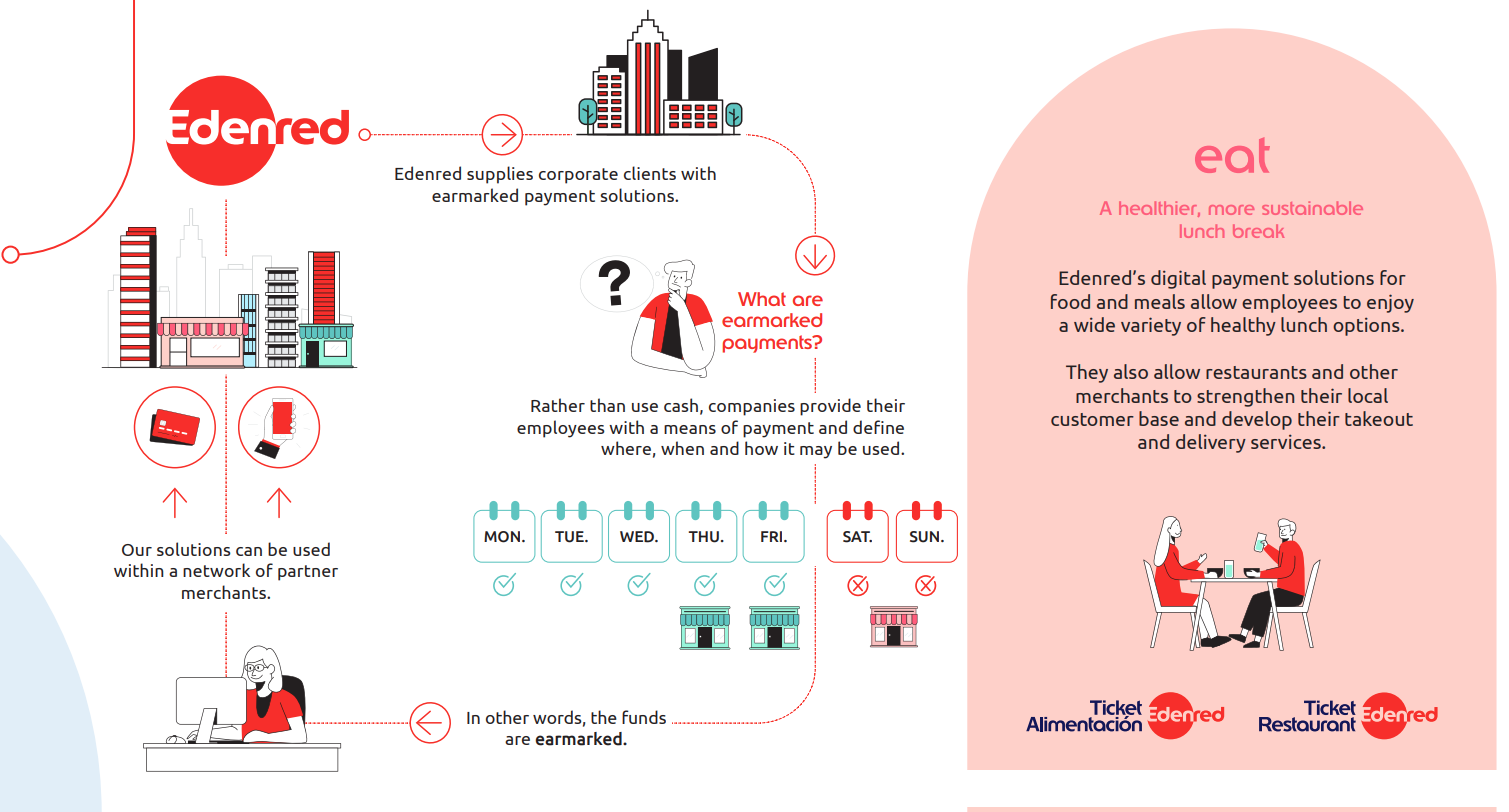 Edenred
Edenred supplies corporate clients with
earmarked payment solutions.
?
What are
earmarked
payments?
Rather than use cash, companies provide their
employees with a means of payment and define
where, when and how it may be used.
MON. TUE. WED. THU. FRI. SAT. SUN.
In other words, the funds
are earmarked.
Our solutions can be used
within a network of partner
merchants.
eat
A healthier, more sustainable
lunch break
Edenred’s digital payment solutions for
food and meals allow employees to enjoy
a wide variety of healthy lunch options.
They also allow restaurants and other
merchants to strengthen their local
customer base and develop their takeout
and delivery services.
Ticket
Alimentación Edenred
Ticket
Restaurant Edenred